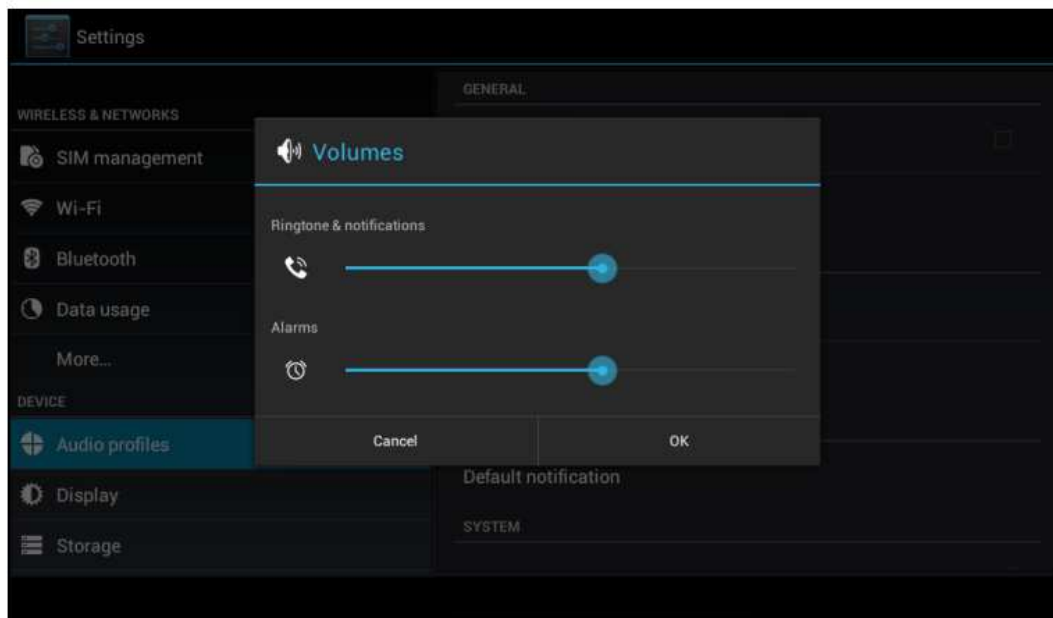 Settings
WIRELESS & NETWORKS
SIM management
Wi-Fi
Bluetooth
Data usage
More...
DEVICE
Audio profiles
Display
Storage
GENERAL
Volumes
Ringtone & notifications
Alarms
Cancel
OK
Default notification
SYSTEM